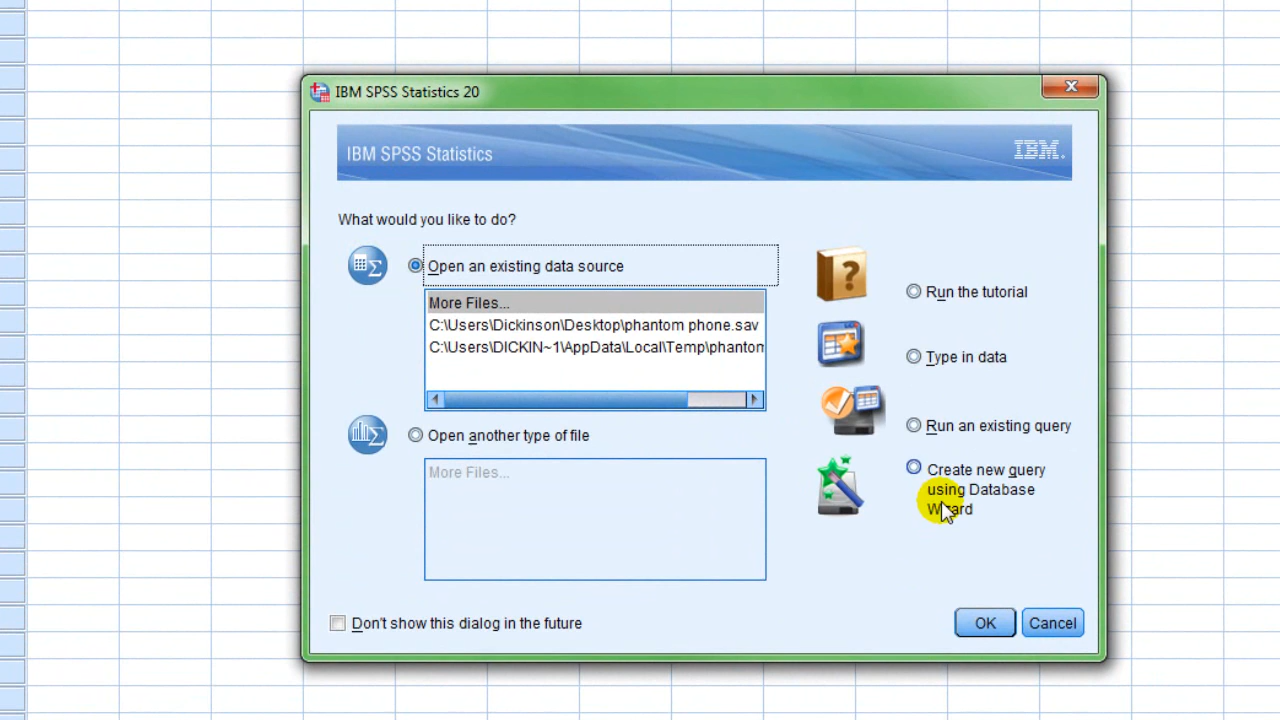 IBM SPSS Statistics 20
IBM SPSS Statistics
IBM.
What would you like to do?
Open an existing data source
More Files...
C:\Users\Dickinson\Desktop\phantom phone.sav
C:\Users\DICKIN~1\AppData\Local\Temp\phantom
Open another type of file
More Files...
Run the tutorial
Type in data
Run an existing query
Create new query
using Database
Wizard
Don't show this dialog in the future
OK
Cancel